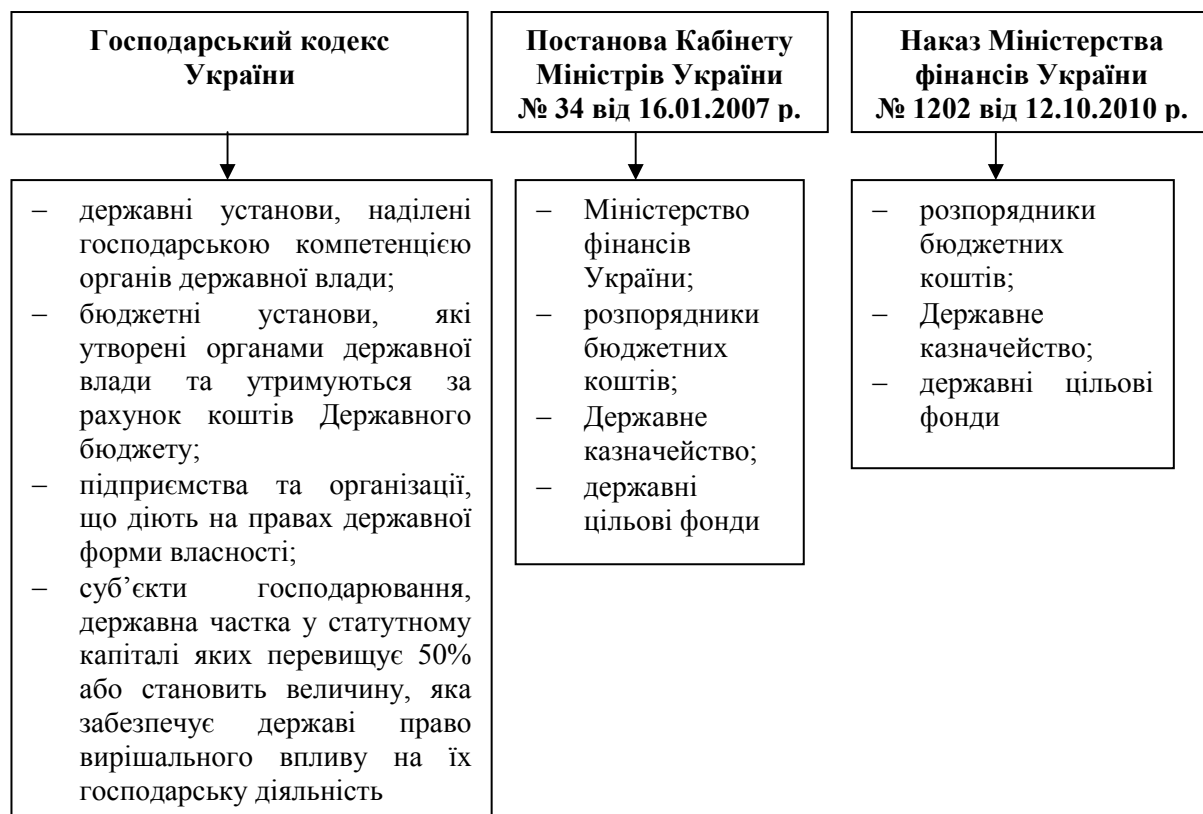 Господарський кодекс
України
Постанова Кабінету
Міністрів України
№ 34 від 16.01.2007 р.
Наказ Міністерства
фінансів України
№ 1202 від 12.10.2010 р.
– державні установи, наділені
господарською компетенцією
органів державної влади;
– бюджетні установи, які
утворені органами державної
влади та утримуються за
рахунок коштів Державного
бюджету;
– підприємства та організації,
що діють на правах державної
форми власності;
– суб’єкти господарювання,
державна частка у статутному
капіталі яких перевищує 50%
або становить величину, яка
забезпечує державі право
вирішального впливу на їх
господарську діяльність
– Міністерство
фінансів
України;
– розпорядники
бюджетних
коштів;
– Державне
казначейство;
– державні
цільові фонди
– розпорядники
бюджетних
коштів;
– Державне
казначейство;
– державні цільові
фонди